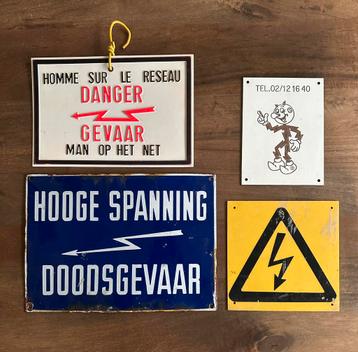 HOMME SUR LE RESEAU
DANGER
GEVAAR
MAN OP HET NET
TEL.02/12 16 40
HOOGE SPANNING
DOODSGEVAAR